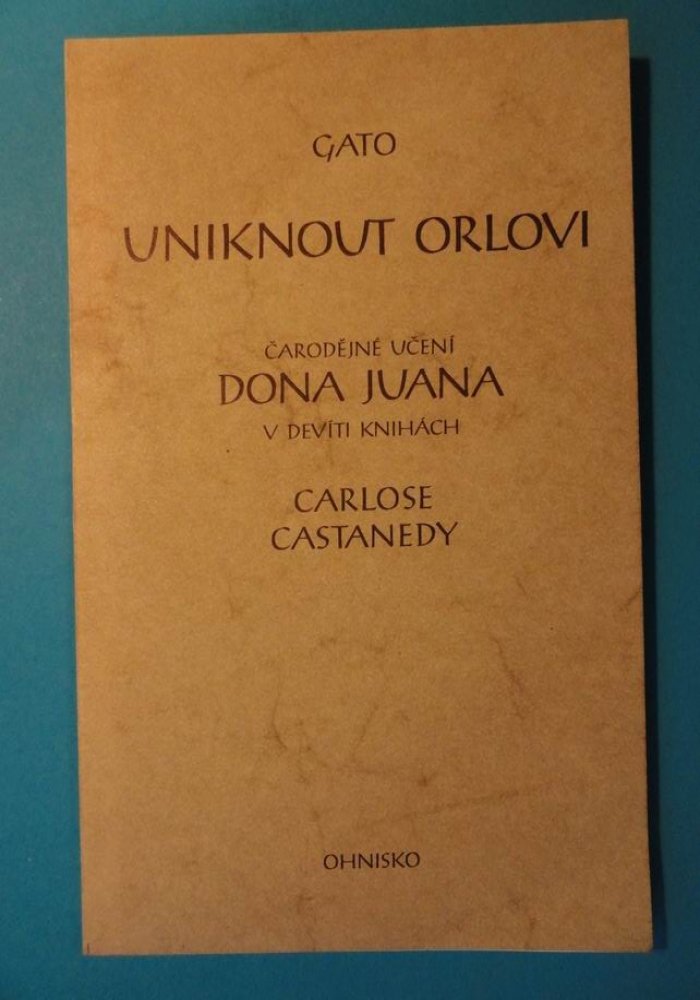 GATO
UNIKNOUT ORLOVI
ČARODĚJNÉ UČENÍ
DONA JUANA
V DEVÍTI KNIHÁCH
CARLOSE
CASTANEDY
OHNISKO